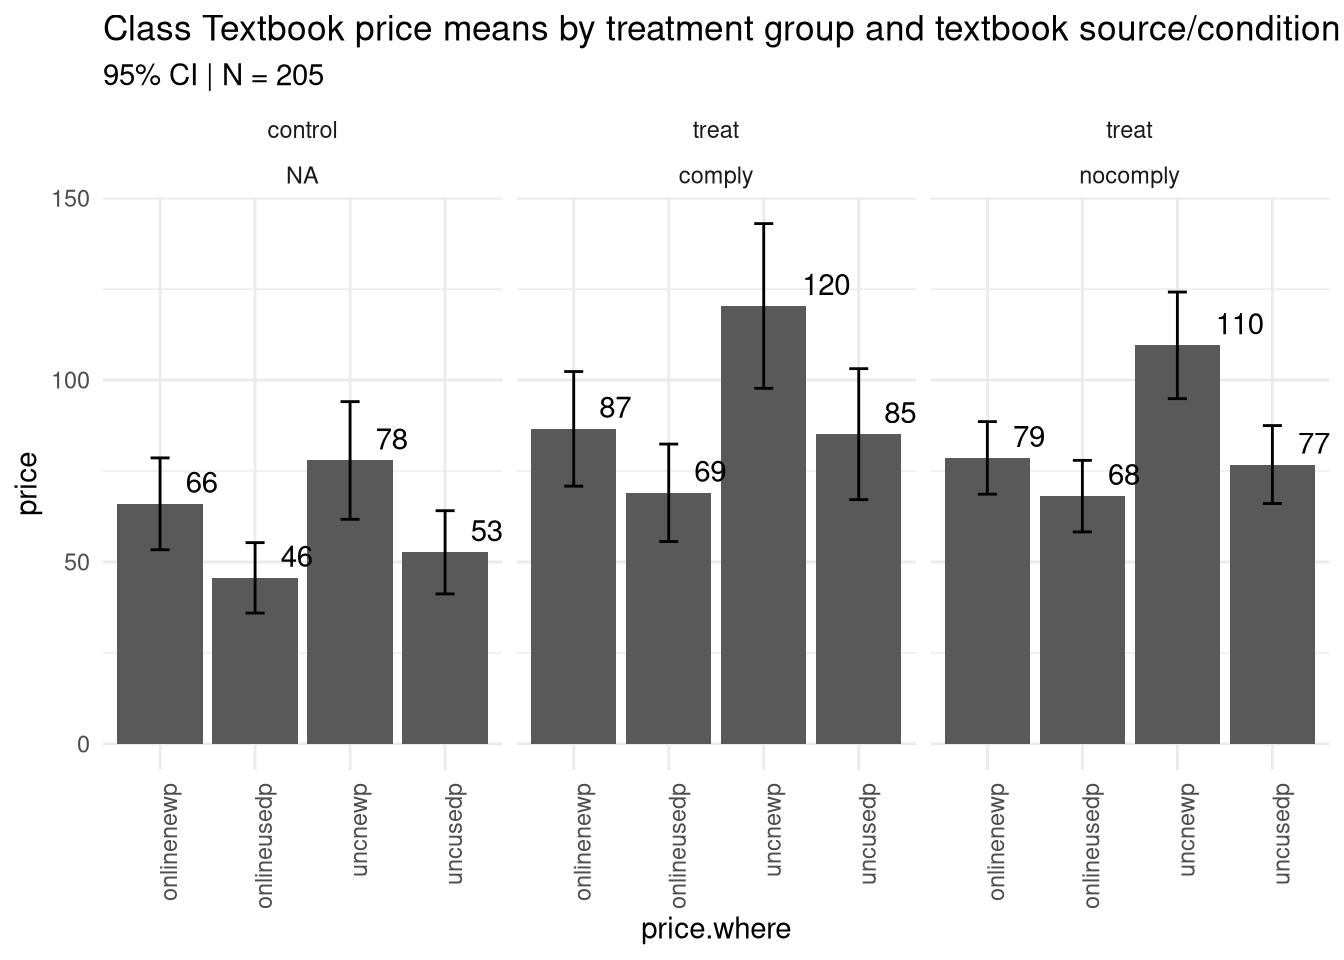 Class Textbook price means by treatment group and textbook source/condition
95% CI | N = 205
control
treat
treat
NA
comply
nocomply
150
100
50
0
price
66
46
78
53
87
69
120
85
79
68
110
77
onlinenewp
onlineusedp
uncnewp
uncusedp
onlinenewp
onlineusedp
uncnewp
uncusedp
onlinenewp
onlineusedp
uncnewp
uncusedp
price.where